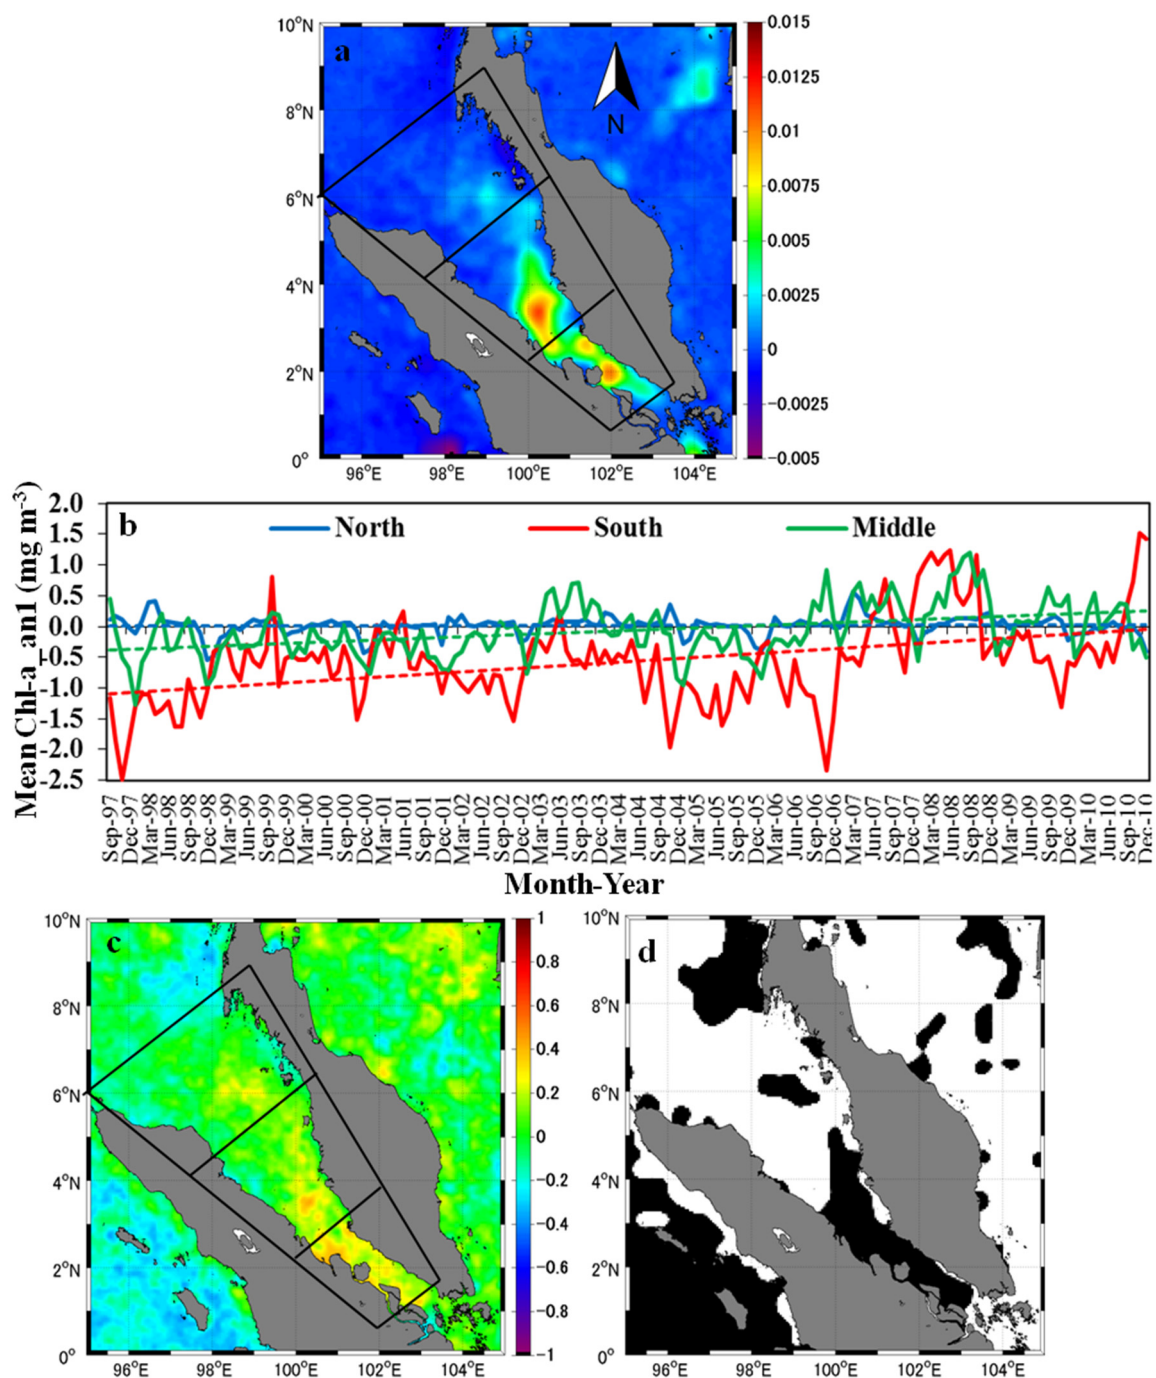 a
10°N
8°N
6°N
4°N
2°N
0°
96°E 98°E 100°E 102°E 104°E
N
0.015
0.0125
0.01
0.0075
0.005
0.0025
0
−0.0025
−0.005
b
North South Middle
Mean Chl-a_an1 (mg m-3)
2.0
1.5
1.0
0.5
0.0
-0.5
-1.0
-1.5
-2.0
-2.5
Sep-97 Dec-97 Mar-98 Jun-98 Sep-98 Dec-98 Mar-99 Jun-99 Sep-99 Dec-99 Mar-00 Jun-00 Sep-00 Dec-00 Mar-01 Jun-01 Sep-01 Dec-01 Mar-02 Jun-02 Sep-02 Dec-02 Mar-03 Jun-03 Sep-03 Dec-03 Mar-04 Jun-04 Sep-04 Dec-04 Mar-05 Jun-05 Sep-05 Dec-05 Mar-06 Jun-06 Sep-06 Dec-06 Mar-07 Jun-07 Sep-07 Dec-07 Mar-08 Jun-08 Sep-08 Dec-08 Mar-09 Jun-09 Sep-09 Dec-09 Mar-10 Jun-10 Sep-10 Dec-10
Month-Year
c
10°N
8°N
6°N
4°N
2°N
0°
96°E 98°E 100°E 102°E 104°E
1
0.8
0.6
0.4
0.2
0
−0.2
−0.4
−0.6
−0.8
−1
d
10°N
8°N
6°N
4°N
2°N
0°
96°E 98°E 100°E 102°E 104°E